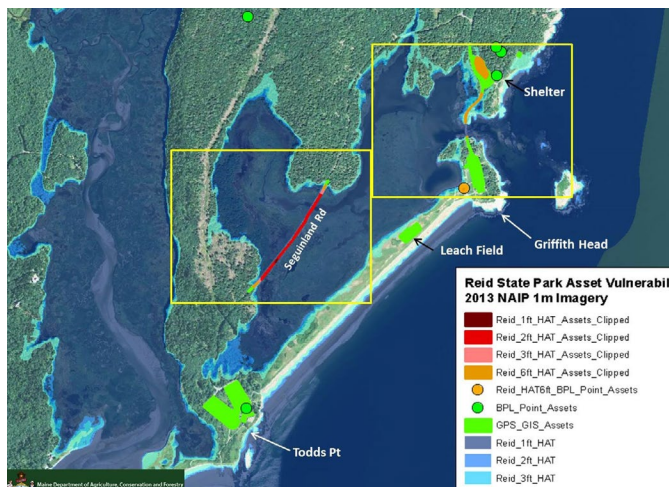 Shelter
Seguinland Rd
Leach Field
Griffith Head
Todds Pt
Reid State Park Asset Vulnerabil
2013 NAIP 1m Imagery
Reid_1ft_HAT_Assets_Clipped
Reid_2ft_HAT_Assets_Clipped
Reid_3ft_HAT_Assets_Clipped
Reid_6ft_HAT_Assets_Clipped
Reid_HAT6ft_BPL_Point_Assets
BPL_Point_Assets
GPS_GIS_Assets
Reid_1ft_HAT
Reid_2ft_HAT
Reid_3ft_HAT
Maine Department of Agriculture, Conservation and Forestry